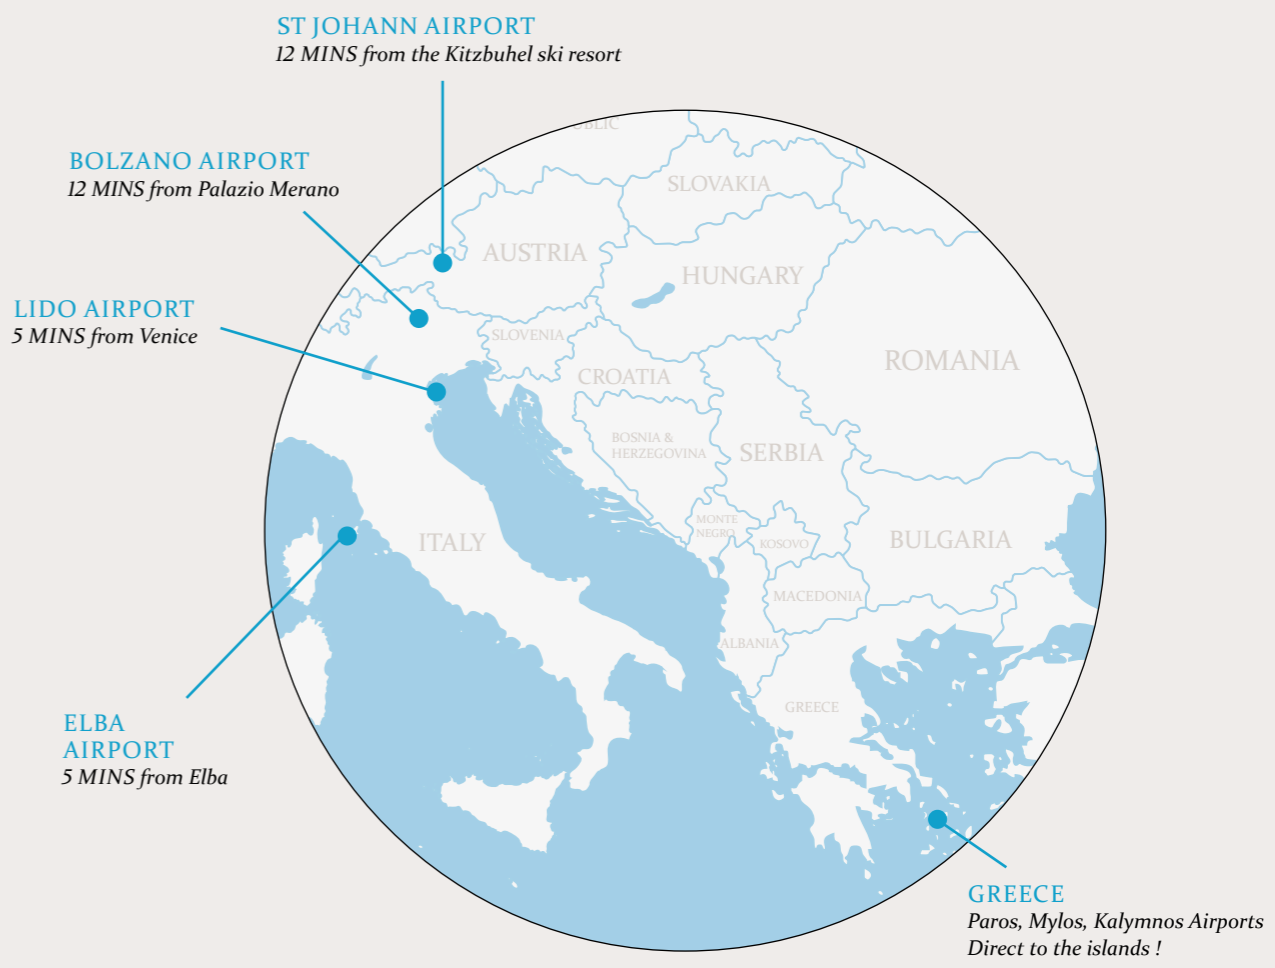 ST JOHANN AIRPORT
12 MINS from the Kitzbuhel ski resort
BOLZANO AIRPORT
12 MINS from Palazio Merano
LIDO AIRPORT
5 MINS from Venice
ELBA
AIRPORT
5 MINS from Elba
GREECE
Paros, Mylos, Kalymnos Airports
Direct to the islands !
UBLIC
SLOVAKIA
AUSTRIA
HUNGARY
SLOVENIA
ROMANIA
CROATIA
BOSNIA &
HERZEGOVINA
SERBIA
MONTE
NEGRO
KOSOVO
BULGARIA
ITALY
MACEDONIA
ALBANIA
GREECE